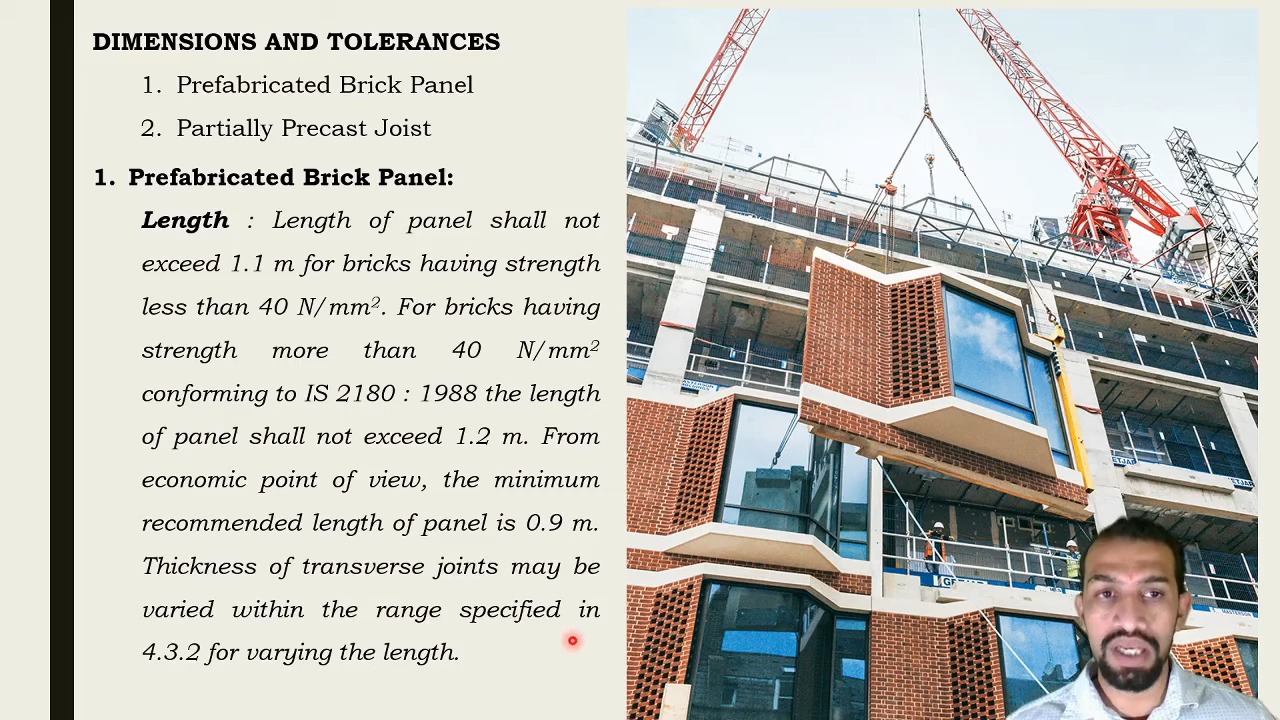 DIMENSIONS AND TOLERANCES
1. Prefabricated Brick Panel
2. Partially Precast Joist
1. Prefabricated Brick Panel:
Length : Length of panel shall not
exceed 1.1 m for bricks having strength
less than 40 N/mm². For bricks having
strength more than 40 N/mm²
conforming to IS 2180 : 1988 the length
of panel shall not exceed 1.2 m. From
economic point of view, the minimum
recommended length of panel is 0.9 m.
Thickness of transverse joints may be
varied within the range specified in
4.3.2 for varying the length.